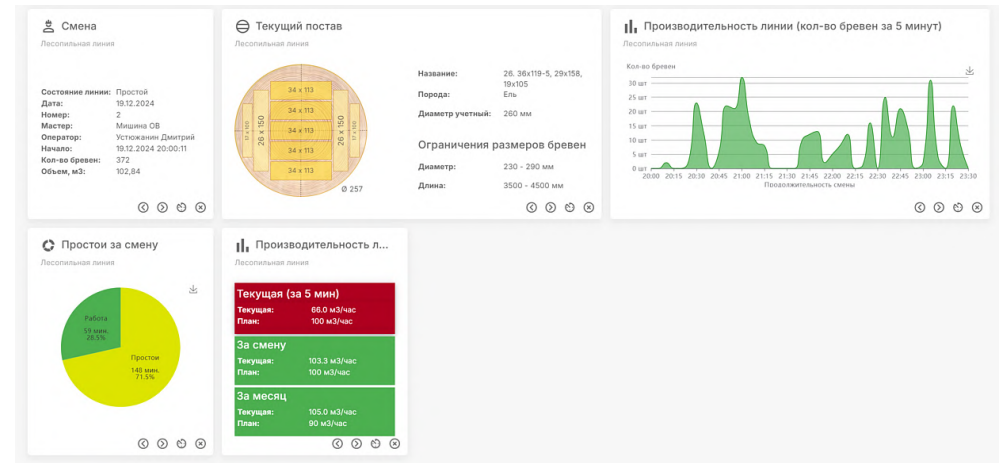 Смена
Лесопильная линия
Состояние линии: Простой
Дата: 19.12.2024
Номер: 2
Мастер: Мишина ОВ
Оператор: Устюжанин Дмитрий
Начало: 19.12.2024 20:00:11
Кол-во бревен: 372
Объем, м3: 102,84
Текущий постав
Лесопильная линия
34 x 113
34 x 113
34 x 113
34 x 113
34 x 113
17 x 100
26 x 150
26 x 150
17 x 100
Ø 257
Название: 26. 36x119-5, 29x158,
19x105
Порода: Ель
Диаметр учетный: 260 мм
Ограничения размеров бревен
Диаметр: 230 - 290 мм
Длина: 3500 - 4500 мм
Производительность линии (кол-во бревен за 5 минут)
Лесопильная линия
Кол-во бревен
30 шт
25 шт
20 шт
15 шт
10 шт
5 шт
0 шт
20:00 20:15 20:30 20:45 21:00 21:15 21:30 21:45 22:00 22:15 22:30 22:45 23:00 23:15 23:30
Продолжительность смены
Простои за смену
Лесопильная линия
Работа
59 мин.
28.5%
Простои
148 мин.
71.5%
Производительность л...
Лесопильная линия
Текущая (за 5 мин)
Текущая: 66.0 м3/час
План: 100 м3/час
За смену
Текущая: 103.3 м3/час
План: 100 м3/час
За месяц
Текущая: 105.0 м3/час
План: 90 м3/час